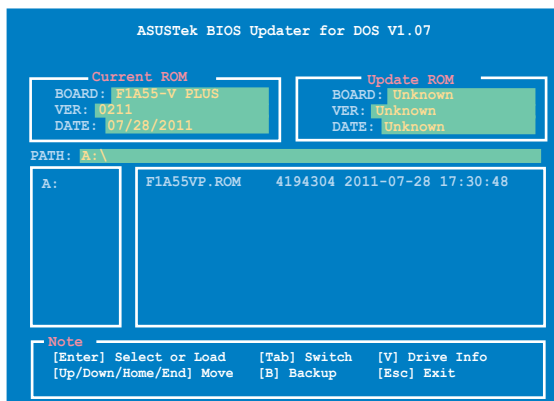 ASUSTek BIOS Updater for DOS V1.07
Current ROM
BOARD: F1A55-V PLUS
VER: 0211
DATE: 07/28/2011
Update ROM
BOARD: Unknown
VER: Unknown
DATE: Unknown
PATH: A:\
A:
F1A55VP.ROM 4194304 2011-07-28 17:30:48
Note
[Enter] Select or Load [Tab] Switch [V] Drive Info
[Up/Down/Home/End] Move [B] Backup [Esc] Exit